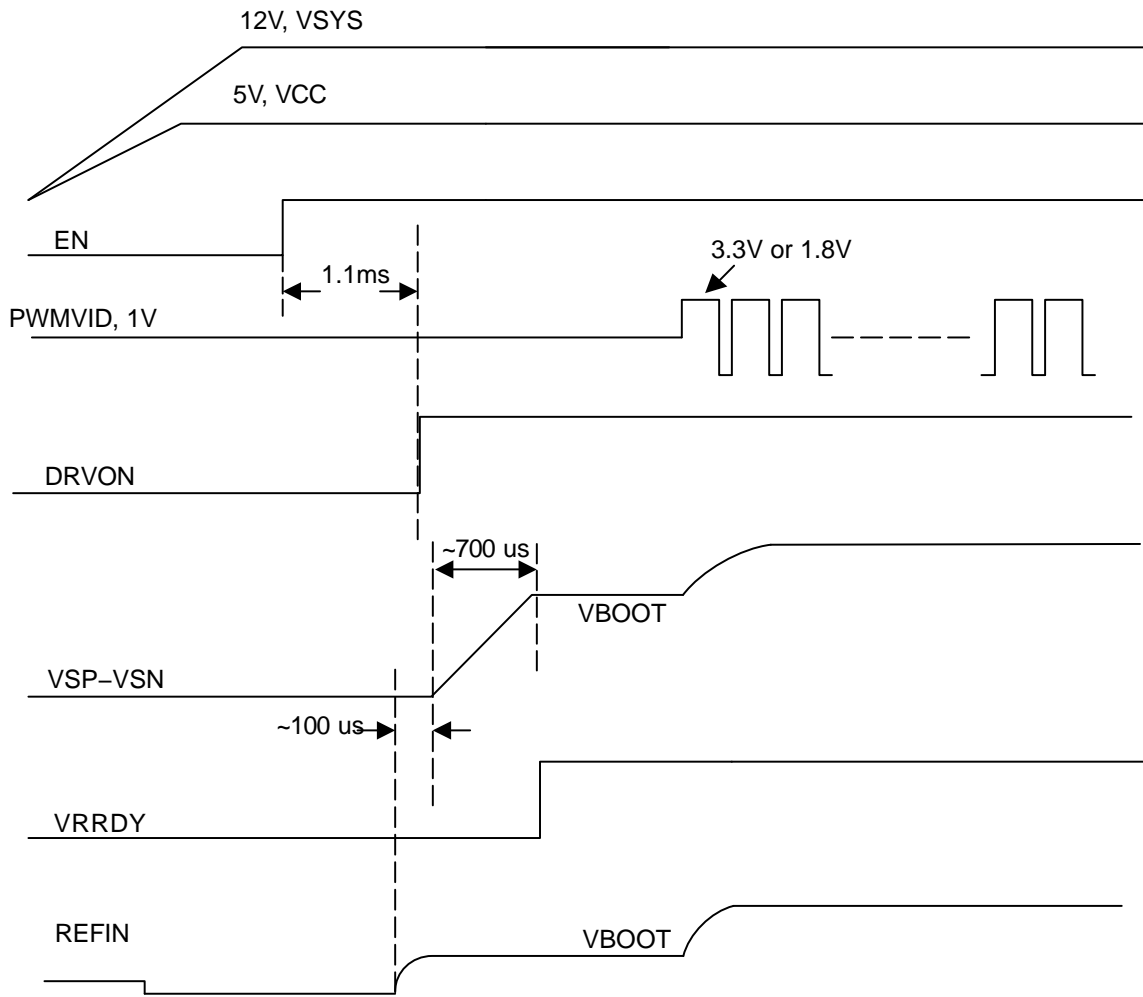 12V, VSYS
5V, VCC
EN
1.1ms
3.3V or 1.8V
PWMVID, 1V
DRVON
~700 us
VBOOT
VSP−VSN
~100 us
VRRDY
REFIN
VBOOT